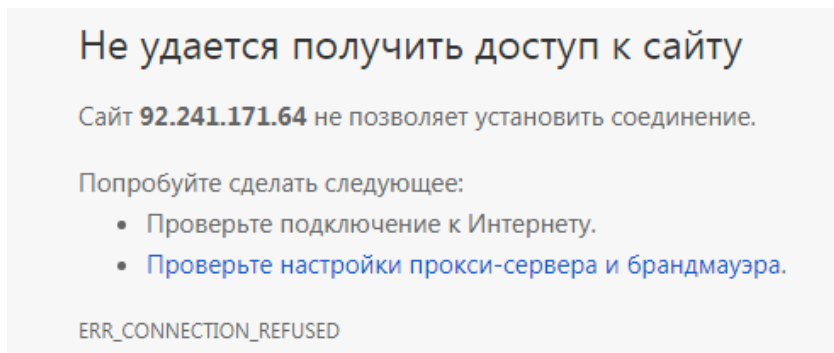 Не удается получить доступ к сайту
Сайт 92.241.171.64 не позволяет установить соединение.
Попробуйте сделать следующее:
• Проверьте подключение к Интернету.
• Проверьте настройки прокси-сервера и брандмауэра.
ERR_CONNECTION_REFUSED